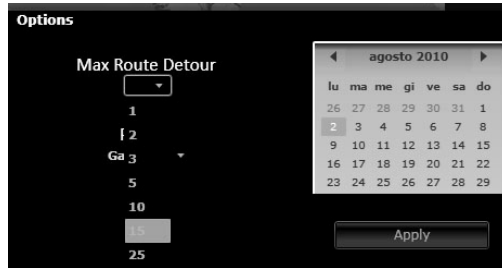 Options
Max Route Detour
1
2
Ga 3
5
10
15
25
agosto 2010
lu ma me gi ve sa do
26 27 28 29 30 31 1
2 3 4 5 6 7 8
9 10 11 12 13 14 15
16 17 18 19 20 21 22
23 24 25 26 27 28 29
Apply